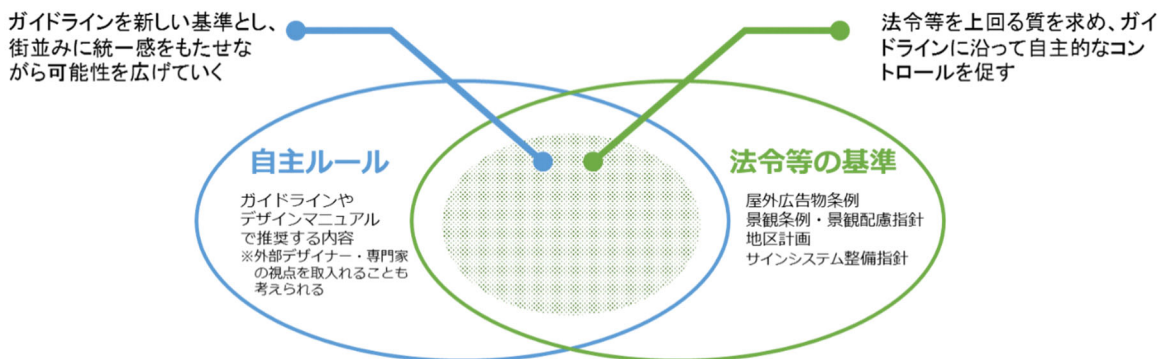 ガイドラインを新しい基準とし、
街並みに統一感をもたせな
がら可能性を広げていく
法令等を上回る質を求め、ガイ
ドラインに沿って自主的なコン
トロールを促す
自主ルール
ガイドラインや
デザインマニュアル
で推奨する内容
※外部デザイナー・専門家
の視点を取入れることも
考えられる
法令等の基準
屋外広告物条例
景観条例・景観配慮指針
地区計画
サインシステム整備指針